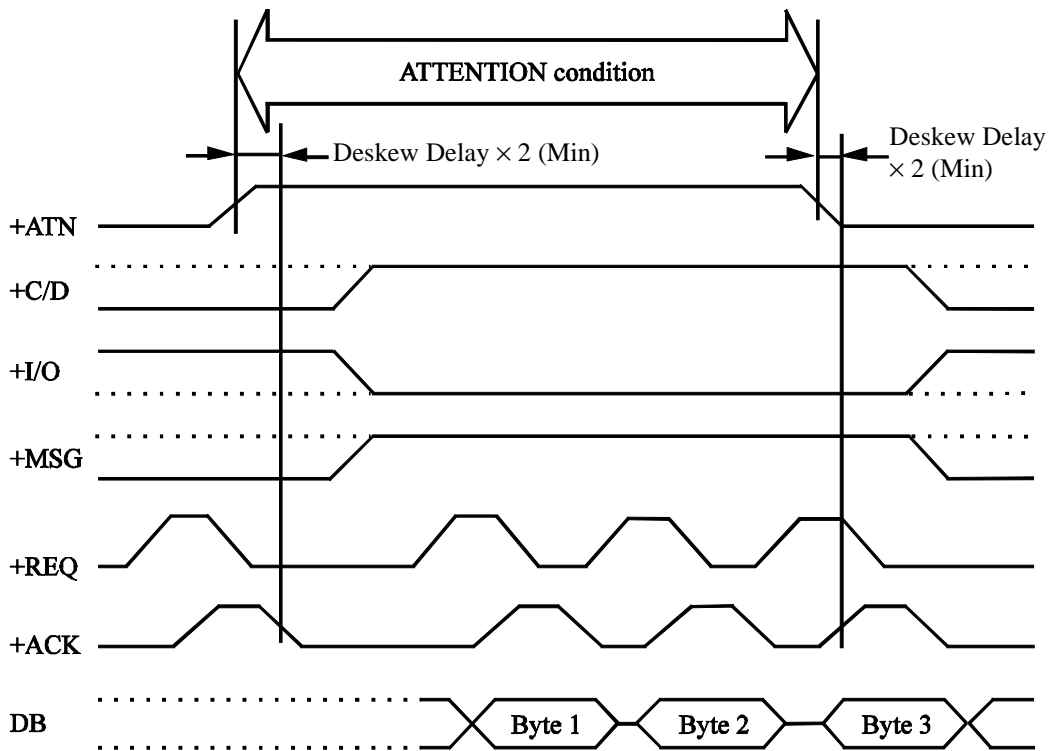 ATTENTION condition
Deskew Delay × 2 (Min)
Deskew Delay
× 2 (Min)
+ATN
+C/D
+I/O
+MSG
+REQ
+ACK
DB
Byte 1
Byte 2
Byte 3